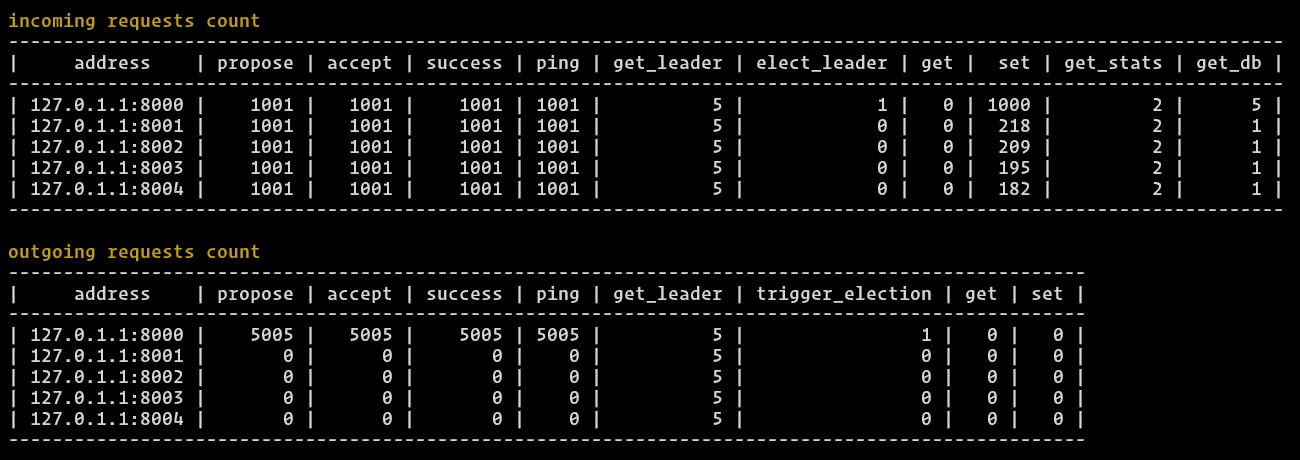 incoming requests count
--------------------------------------------------------------------------------------------------------------------
|     address    | propose | accept | success | ping | get_leader | elect_leader | get |  set | get_stats | get_db |
--------------------------------------------------------------------------------------------------------------------
| 127.0.1.1:8000 |    1001 |   1001 |    1001 | 1001 |          5 |            1 |   0 | 1000 |         2 |      5 |
| 127.0.1.1:8001 |    1001 |   1001 |    1001 | 1001 |          5 |            0 |   0 |  218 |         2 |      1 |
| 127.0.1.1:8002 |    1001 |   1001 |    1001 | 1001 |          5 |            0 |   0 |  209 |         2 |      1 |
| 127.0.1.1:8003 |    1001 |   1001 |    1001 | 1001 |          5 |            0 |   0 |  195 |         2 |      1 |
| 127.0.1.1:8004 |    1001 |   1001 |    1001 | 1001 |          5 |            0 |   0 |  182 |         2 |      1 |
--------------------------------------------------------------------------------------------------------------------
outgoing requests count
--------------------------------------------------------------------------------------------------
|     address    | propose | accept | success | ping | get_leader | trigger_election | get | set |
--------------------------------------------------------------------------------------------------
| 127.0.1.1:8000 |    5005 |   5005 |    5005 | 5005 |          5 |                1 |   0 |   0 |
| 127.0.1.1:8001 |       0 |      0 |       0 |    0 |          5 |                0 |   0 |   0 |
| 127.0.1.1:8002 |       0 |      0 |       0 |    0 |          5 |                0 |   0 |   0 |
| 127.0.1.1:8003 |       0 |      0 |       0 |    0 |          5 |                0 |   0 |   0 |
| 127.0.1.1:8004 |       0 |      0 |       0 |    0 |          5 |                0 |   0 |   0 |
--------------------------------------------------------------------------------------------------